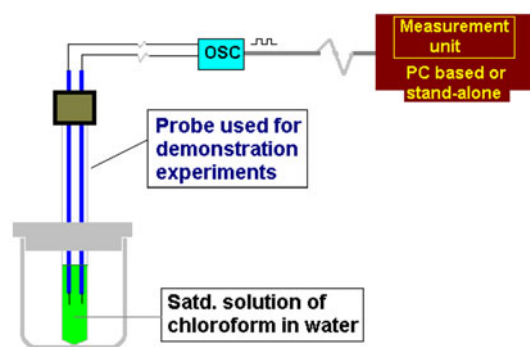 OSC
Measurement
unit
PC based or
stand-alone
Probe used for
demonstration
experiments
Satd. solution of
chloroform in water